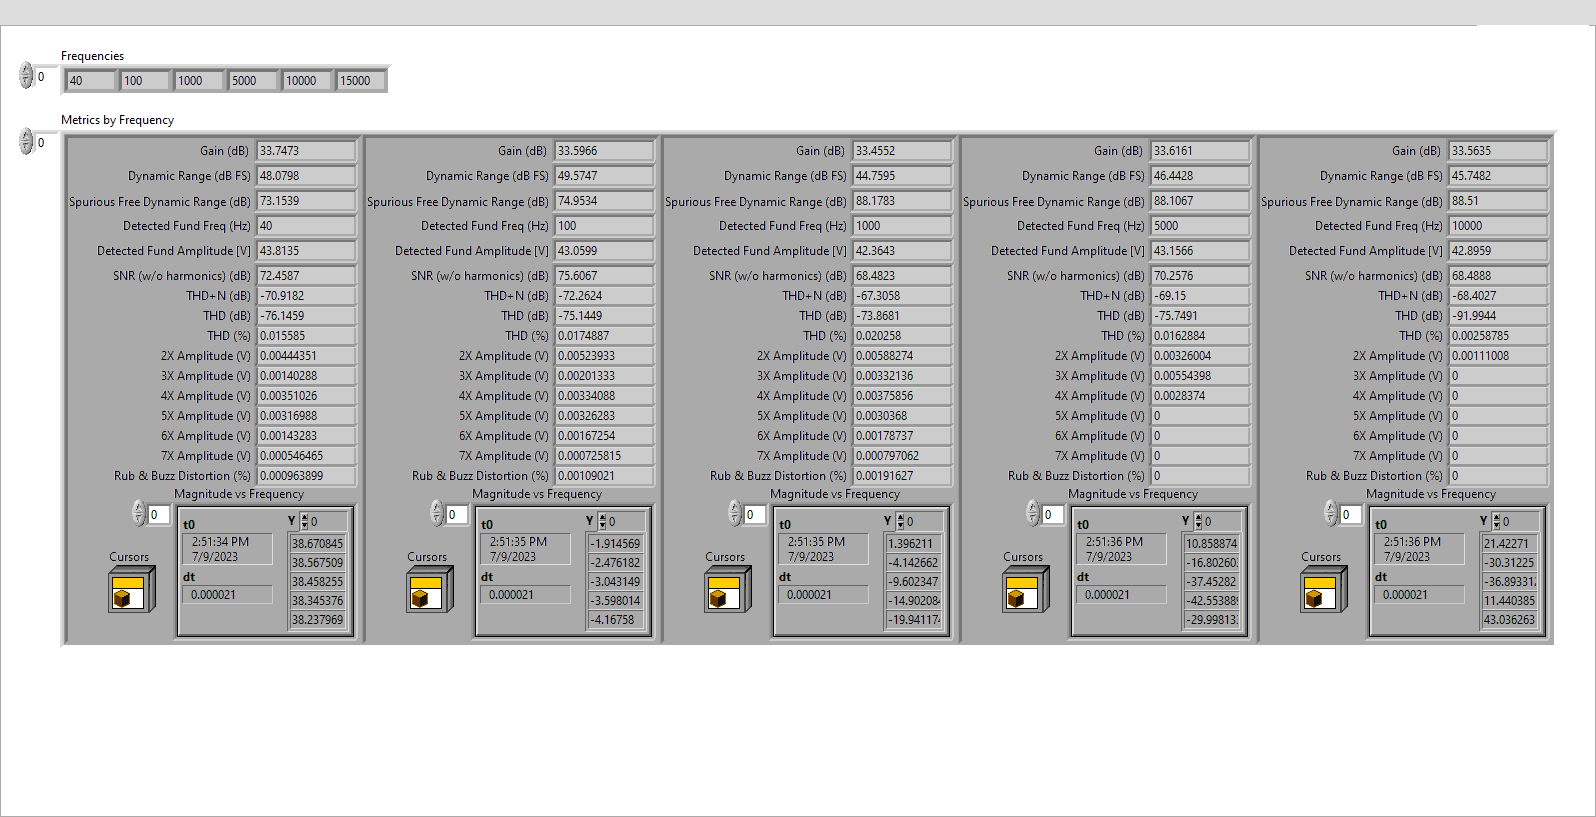 Frequencies
0 40 100 1000 5000 10000 15000
Metrics by Frequency
0
Gain (dB) 33.7473 Gain (dB) 33.5966 Gain (dB) 33.4552 Gain (dB) 33.6161 Gain (dB) 33.5635
Dynamic Range (dB FS) 48.0798 Dynamic Range (dB FS) 49.5747 Dynamic Range (dB FS) 44.7595 Dynamic Range (dB FS) 46.4428 Dynamic Range (dB FS) 45.7482
Spurious Free Dynamic Range (dB) 73.1539 Spurious Free Dynamic Range (dB) 74.9534 Spurious Free Dynamic Range (dB) 88.1783 Spurious Free Dynamic Range (dB) 88.1067 Spurious Free Dynamic Range (dB) 88.51
Detected Fund Freq (Hz) 40 Detected Fund Freq (Hz) 100 Detected Fund Freq (Hz) 1000 Detected Fund Freq (Hz) 5000 Detected Fund Freq (Hz) 10000
Detected Fund Amplitude [V] 43.8135 Detected Fund Amplitude [V] 43.0599 Detected Fund Amplitude [V] 42.3643 Detected Fund Amplitude [V] 43.1566 Detected Fund Amplitude [V] 42.8959
SNR (w/o harmonics) (dB) 72.4587 SNR (w/o harmonics) (dB) 75.6067 SNR (w/o harmonics) (dB) 68.4823 SNR (w/o harmonics) (dB) 70.2576 SNR (w/o harmonics) (dB) 68.4888
THD+N (dB) -70.9182 THD+N (dB) -72.2624 THD+N (dB) -67.3058 THD+N (dB) -69.15 THD+N (dB) -68.4027
THD (dB) -76.1459 THD (dB) -75.1449 THD (dB) -73.8681 THD (dB) -75.7491 THD (dB) -91.9944
THD (%) 0.015585 THD (%) 0.0174887 THD (%) 0.020258 THD (%) 0.0162884 THD (%) 0.00258785
2X Amplitude (V) 0.00444351 2X Amplitude (V) 0.00523933 2X Amplitude (V) 0.00588274 2X Amplitude (V) 0.00326004 2X Amplitude (V) 0.00111008
3X Amplitude (V) 0.00140288 3X Amplitude (V) 0.00201333 3X Amplitude (V) 0.00332136 3X Amplitude (V) 0.00554398 3X Amplitude (V) 0
4X Amplitude (V) 0.00351026 4X Amplitude (V) 0.00334088 4X Amplitude (V) 0.00375856 4X Amplitude (V) 0.0028374 4X Amplitude (V) 0
5X Amplitude (V) 0.00316988 5X Amplitude (V) 0.00326283 5X Amplitude (V) 0.0030368 5X Amplitude (V) 0 5X Amplitude (V) 0
6X Amplitude (V) 0.00143283 6X Amplitude (V) 0.00167254 6X Amplitude (V) 0.00178737 6X Amplitude (V) 0 6X Amplitude (V) 0
7X Amplitude (V) 0.000546465 7X Amplitude (V) 0.000725815 7X Amplitude (V) 0.000797062 7X Amplitude (V) 0 7X Amplitude (V) 0
Rub & Buzz Distortion (%) 0.000963899 Rub & Buzz Distortion (%) 0.00109021 Rub & Buzz Distortion (%) 0.00191627 Rub & Buzz Distortion (%) 0 Rub & Buzz Distortion (%) 0
Magnitude vs Frequency Magnitude vs Frequency Magnitude vs Frequency Magnitude vs Frequency Magnitude vs Frequency
0 t0 Y 0 0 t0 Y 0 0 t0 Y 0 0 t0 Y 0 0 t0 Y 0
2:51:34 PM 38.670845 2:51:35 PM -1.914569 2:51:35 PM 1.396211 2:51:36 PM 10.858874 2:51:36 PM 21.42271
Cursors 7/9/2023 38.567509 Cursors 7/9/2023 -2.476182 Cursors 7/9/2023 -4.142662 Cursors 7/9/2023 -16.80260 Cursors 7/9/2023 -30.31225
dt 38.458255 dt -3.043149 dt -9.602347 dt -37.45282 dt -36.89331
0.000021 38.345376 0.000021 -3.598014 0.000021 -14.90208 0.000021 -42.55388 0.000021 11.440385
38.237969 -4.16758 -19.94117 -29.99813 43.036263